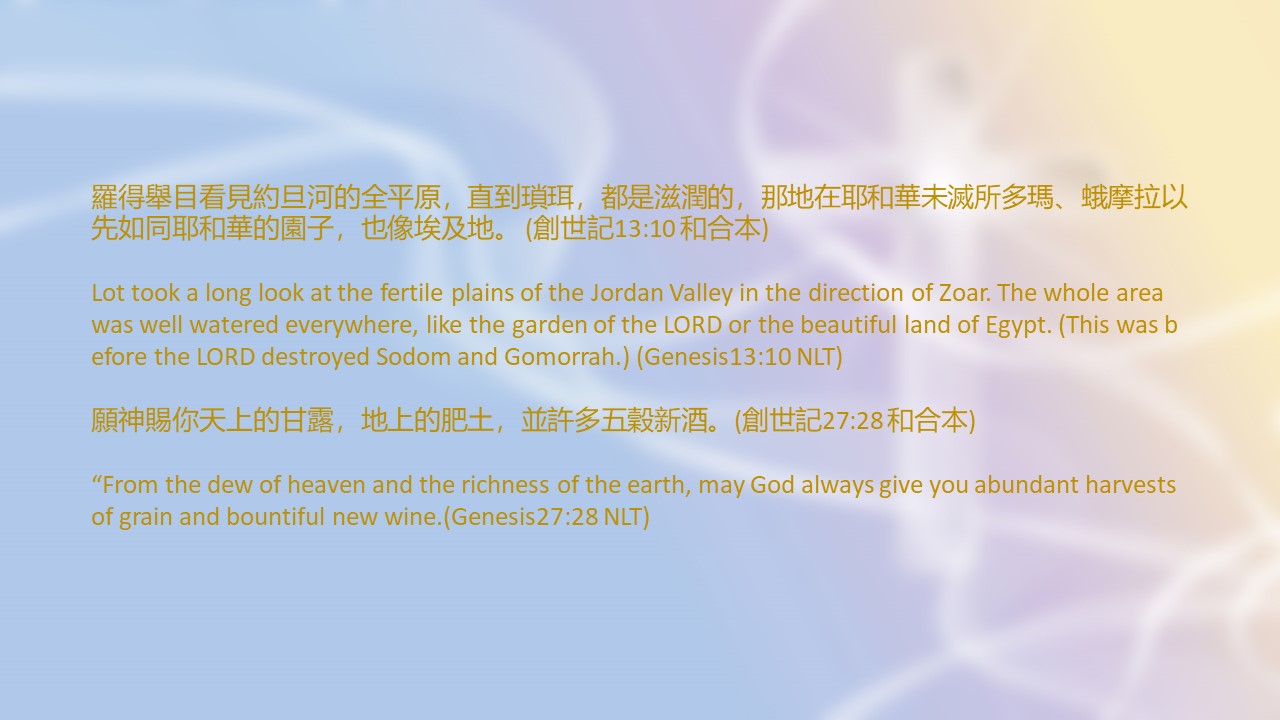 羅得舉目看見約旦河的全平原，直到瑣珥，都是滋潤的，那地在耶和華未滅所多瑪、蛾摩拉以
先如同耶和華的園子，也像埃及地。 (創世記13:10 和合本)
Lot took a long look at the fertile plains of the Jordan Valley in the direction of Zoar. The whole area
was well watered everywhere, like the garden of the LORD or the beautiful land of Egypt. (This was b
efore the LORD destroyed Sodom and Gomorrah.) (Genesis13:10 NLT)
願神賜你天上的甘露，地上的肥土，並許多五穀新酒。(創世記27:28 和合本)
“From the dew of heaven and the richness of the earth, may God always give you abundant harvests
of grain and bountiful new wine.(Genesis27:28 NLT)